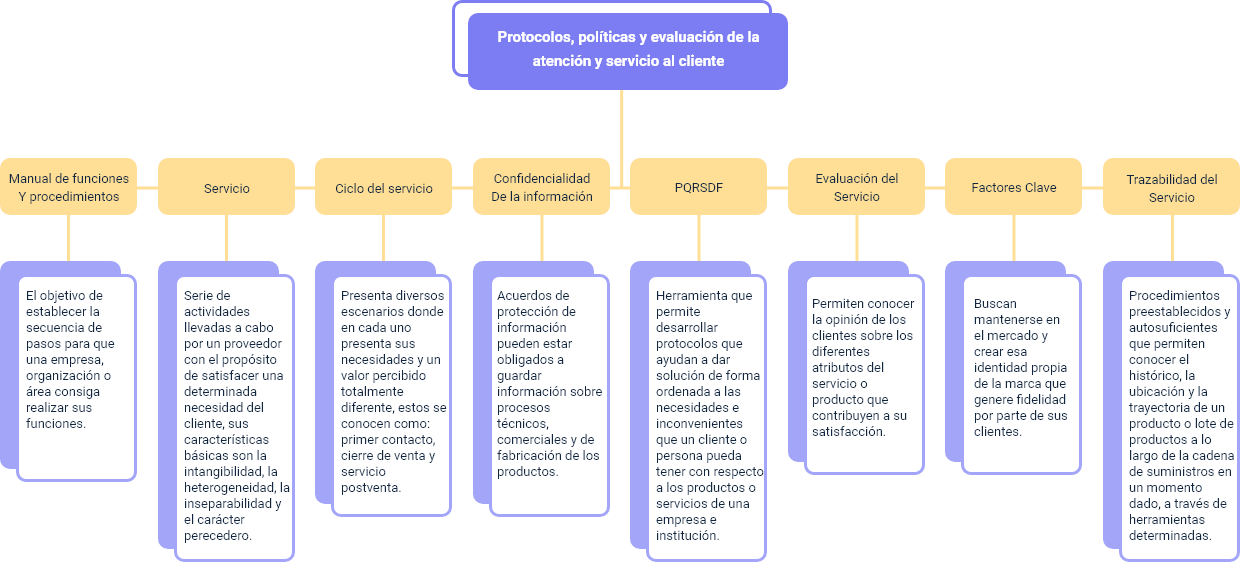 Protocolos, políticas y evaluación de la
atención y servicio al cliente
Manual de funciones
Y procedimientos
Servicio
Ciclo del servicio
Confidencialidad
De la información
PQRSDF
Evaluación del
Servicio
Factores Clave
Trazabilidad del
Servicio
El objetivo de
establecer la
secuencia de
pasos para que
una empresa,
organización o
área consiga
realizar sus
funciones.
Serie de
actividades
llevadas a cabo
por un proveedor
con el propósito
de satisfacer una
determinada
necesidad del
cliente, sus
características
básicas son la
intangibilidad, la
heterogeneidad, la
inseparabilidad y
el carácter
perecedero.
Presenta diversos
escenarios donde
en cada uno
presenta sus
necesidades y un
valor percibido
totalmente
diferente, estos se
conocen como:
primer contacto,
cierre de venta y
servicio
postventa.
Acuerdos de
protección de
información
pueden estar
obligados a
guardar
información sobre
procesos
técnicos,
comerciales y de
fabricación de los
productos.
Herramienta que
permite
desarrollar
protocolos que
ayudan a dar
solución de forma
ordenada a las
necesidades e
inconvenientes
que un cliente o
persona pueda
tener con respecto
a los productos o
servicios de una
empresa e
institución.
Permiten conocer
la opinión de los
clientes sobre los
diferentes
atributos del
servicio o
producto que
contribuyen a su
satisfacción.
Buscan
mantenerse en
el mercado y
crear esa
identidad propia
de la marca que
genere fidelidad
por parte de sus
clientes.
Procedimientos
preestablecidos y
autosuficientes
que permiten
conocer el
histórico, la
ubicación y la
trayectoria de un
producto o lote de
productos a lo
largo de la cadena
de suministros en
un momento
dado, a través de
herramientas
determinadas.